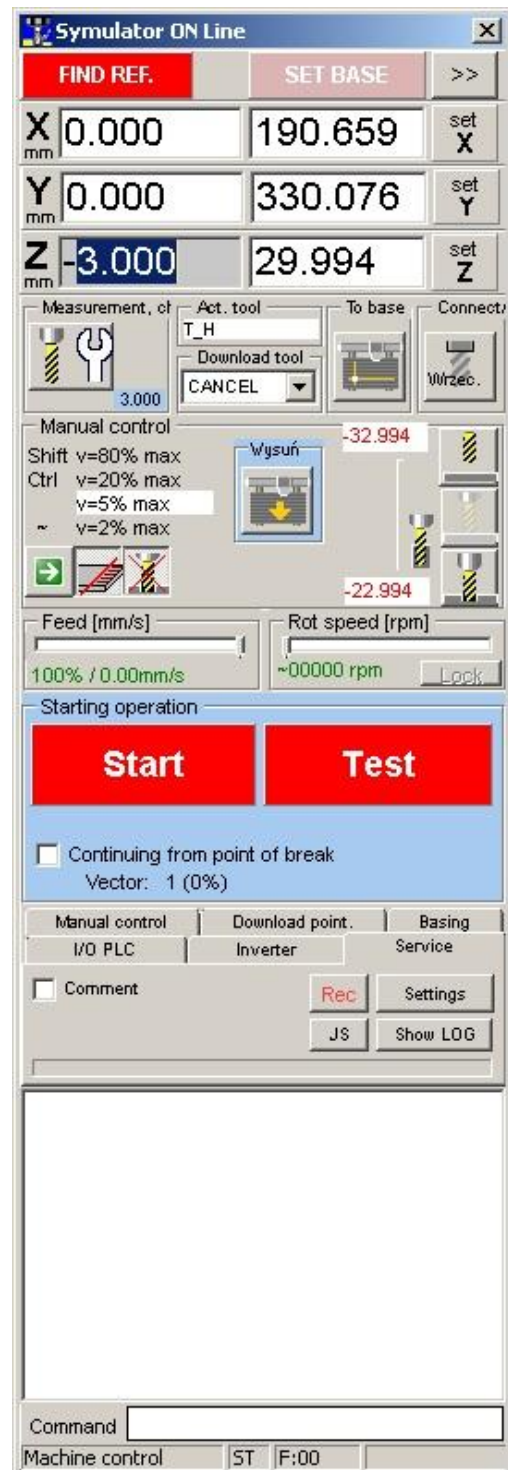 Symulator ON Line
FIND REF. SET BASE >>
X mm 0.000 190.659 set X
Y mm 0.000 330.076 set Y
Z mm -3.000 29.994 set Z
Measurement, ch Act. tool To base Connect/
T_H
Download tool
3.000 CANCEL Wrzec.
Manual control
-32.994
Shift v=80% max Wysuń
Ctrl v=20% max
v=5% max
~ v=2% max
-22.994
Feed [mm/s] Rot speed [rpm]
100% / 0.00mm/s ~00000 rpm Lock
Starting operation
Start Test
Continuing from point of break
Vector: 1 (0%)
Manual control Download point. Basing
I/O PLC Inverter Service
Comment Rec Settings
JS Show LOG
Command
Machine control ST F:00